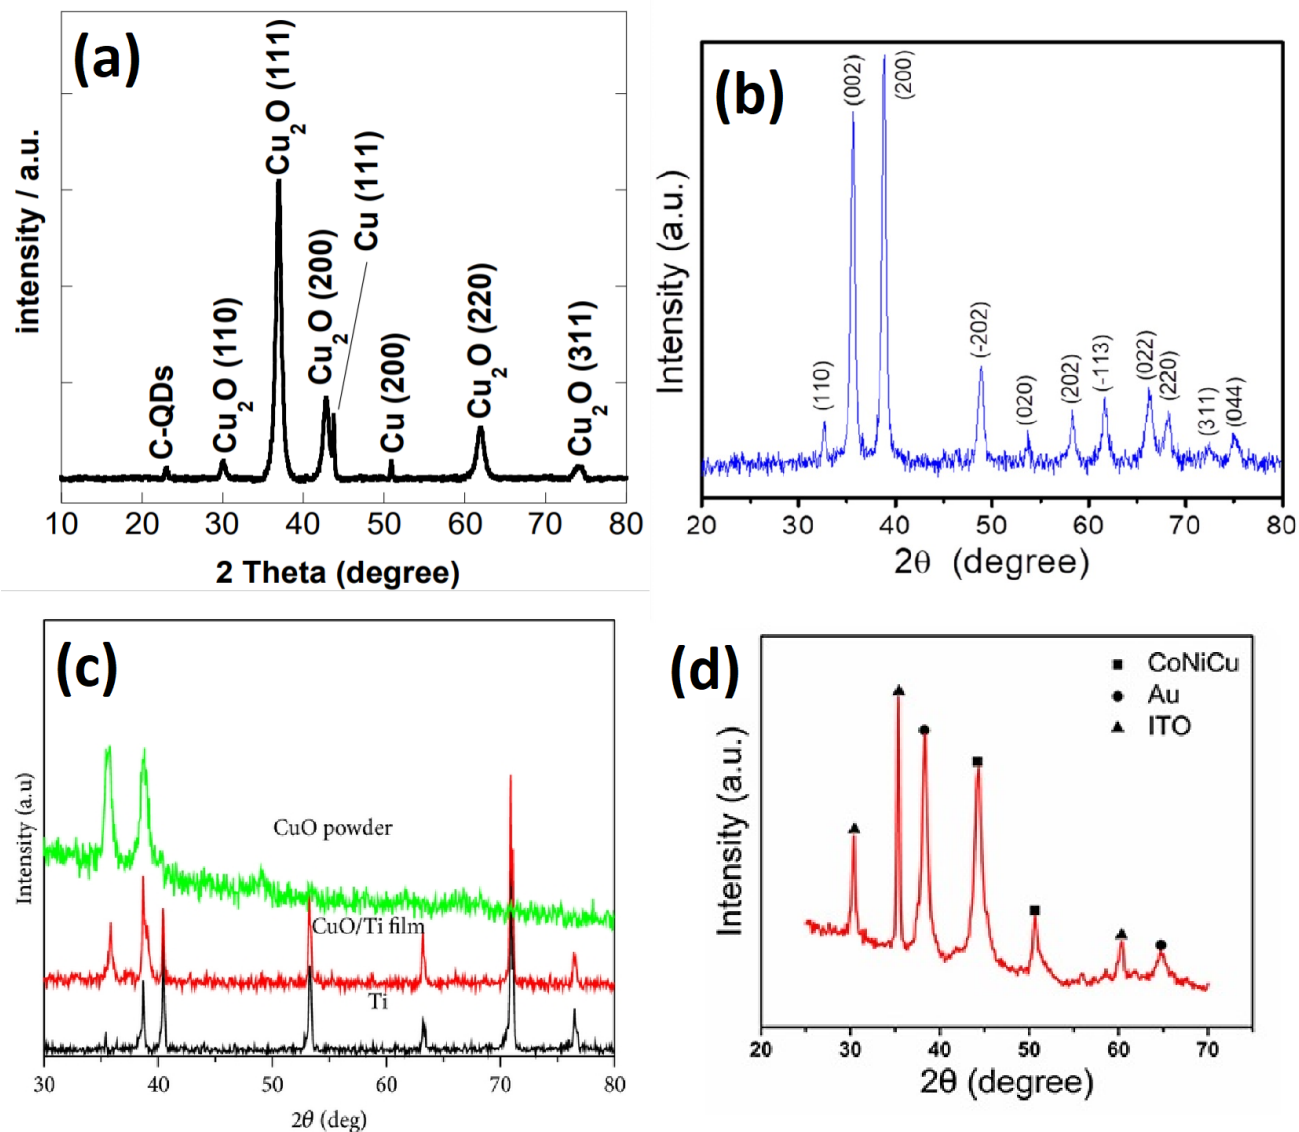 (a)
intensity / a.u.
C-QDs
Cu2O (110)
Cu2O (111)
Cu2O (200)
Cu (111)
Cu (200)
Cu2O (220)
Cu2O (311)
10 20 30 40 50 60 70 80
2 Theta (degree)
(b)
Intensity (a.u.)
(110)
(002)
(200)
(-202)
(020)
(202)
(-113)
(022)
(220)
(311)
(044)
20 30 40 50 60 70 80
2θ (degree)
(c)
Intensity (a.u)
CuO powder
CuO/Ti film
Ti
30 40 50 60 70 80
2θ (deg)
(d)
Intensity (a.u.)
CoNiCu
Au
ITO
20 30 40 50 60 70
2θ (degree)